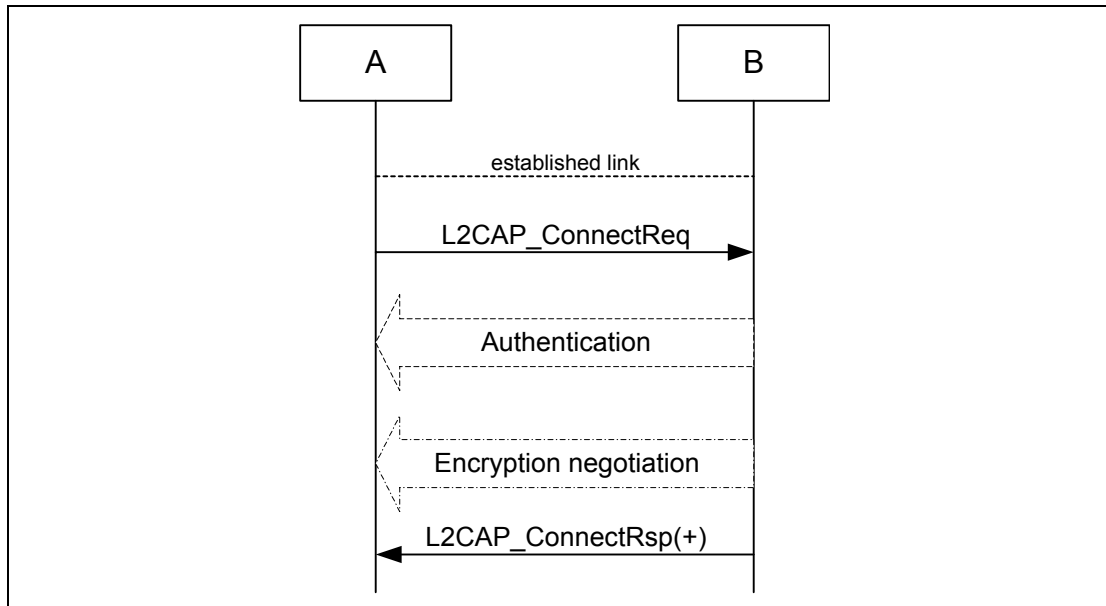 A
B
established link
L2CAP_ConnectReq
Authentication
Encryption negotiation
L2CAP_ConnectRsp(+)